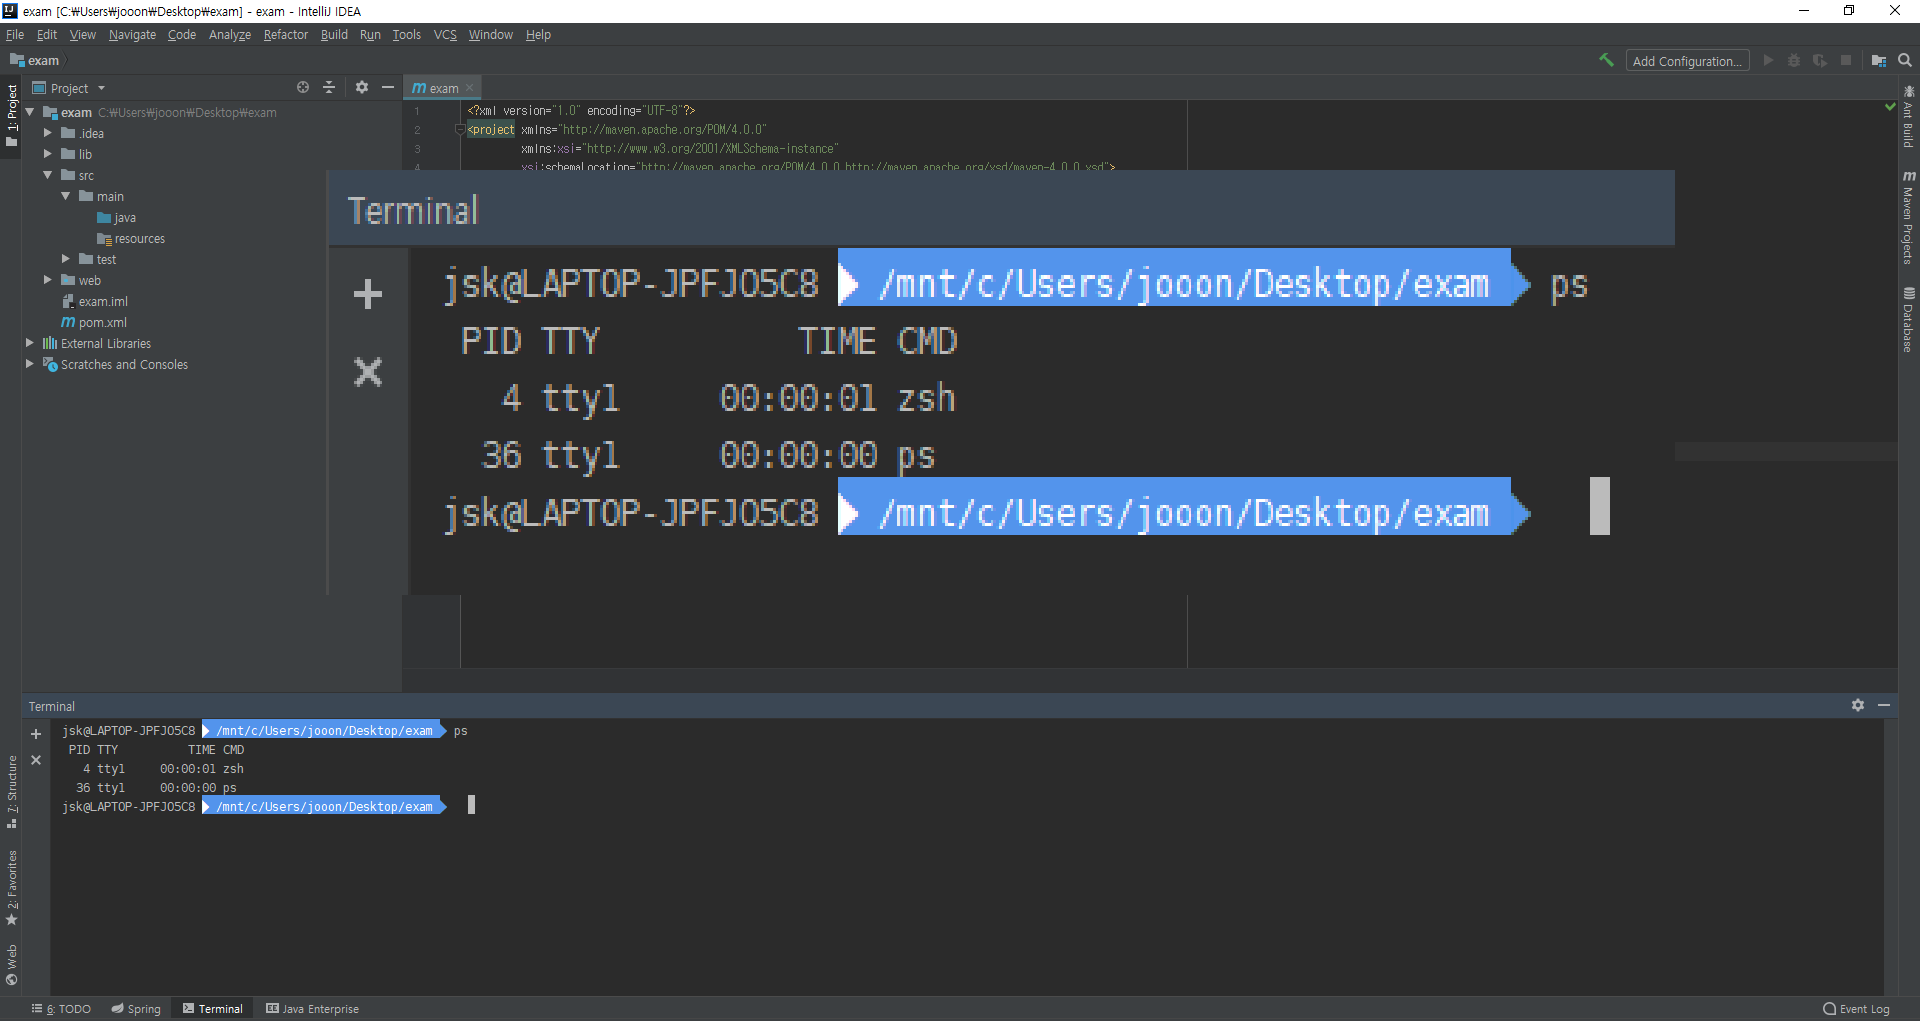 exam [C:₩Users₩jooon₩Desktop₩exam] - exam - IntelliJ IDEA
File Edit View Navigate Code Analyze Refactor Build Run Tools VCS Window Help
exam
Add Configuration...
1: Project
Project
exam C:₩Users₩jooon₩Desktop₩exam
.idea
lib
src
main
java
resources
test
web
exam.iml
pom.xml
External Libraries
Scratches and Consoles
m exam
1 <?xml version="1.0" encoding="UTF-8"?>
2 <project xmlns="http://maven.apache.org/POM/4.0.0"
3 xmlns:xsi="http://www.w3.org/2001/XMLSchema-instance"
4 xsi:schemaLocation="http://maven.apache.org/POM/4.0.0 http://maven.apache.org/xsd/maven-4.0.0.xsd">
Ant Build
Maven Projects
Database
Terminal
jsk@LAPTOP-JPFJO5C8 /mnt/c/Users/jooon/Desktop/exam ps
PID TTY TIME CMD
4 tty1 00:00:01 zsh
36 tty1 00:00:00 ps
jsk@LAPTOP-JPFJO5C8 /mnt/c/Users/jooon/Desktop/exam
Terminal
jsk@LAPTOP-JPFJO5C8 /mnt/c/Users/jooon/Desktop/exam ps
PID TTY TIME CMD
4 tty1 00:00:01 zsh
36 tty1 00:00:00 ps
jsk@LAPTOP-JPFJO5C8 /mnt/c/Users/jooon/Desktop/exam
7: Structure
2: Favorites
Web
6: TODO Spring Terminal Java Enterprise Event Log